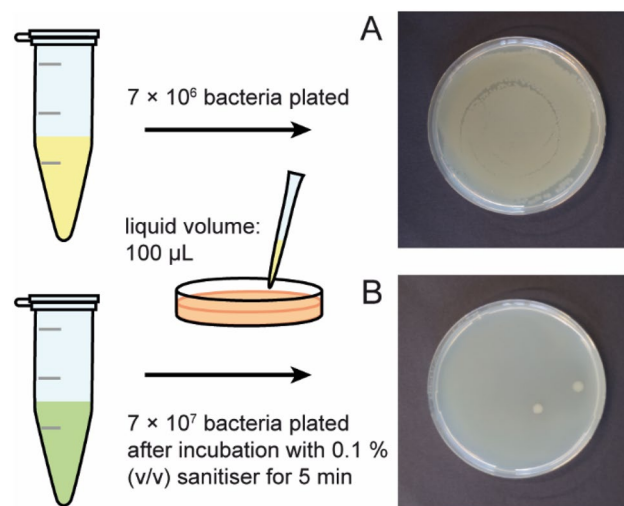 A
7 × 10⁶ bacteria plated
liquid volume:
100 µL
B
7 × 10⁷ bacteria plated
after incubation with 0.1 %
(v/v) sanitiser for 5 min